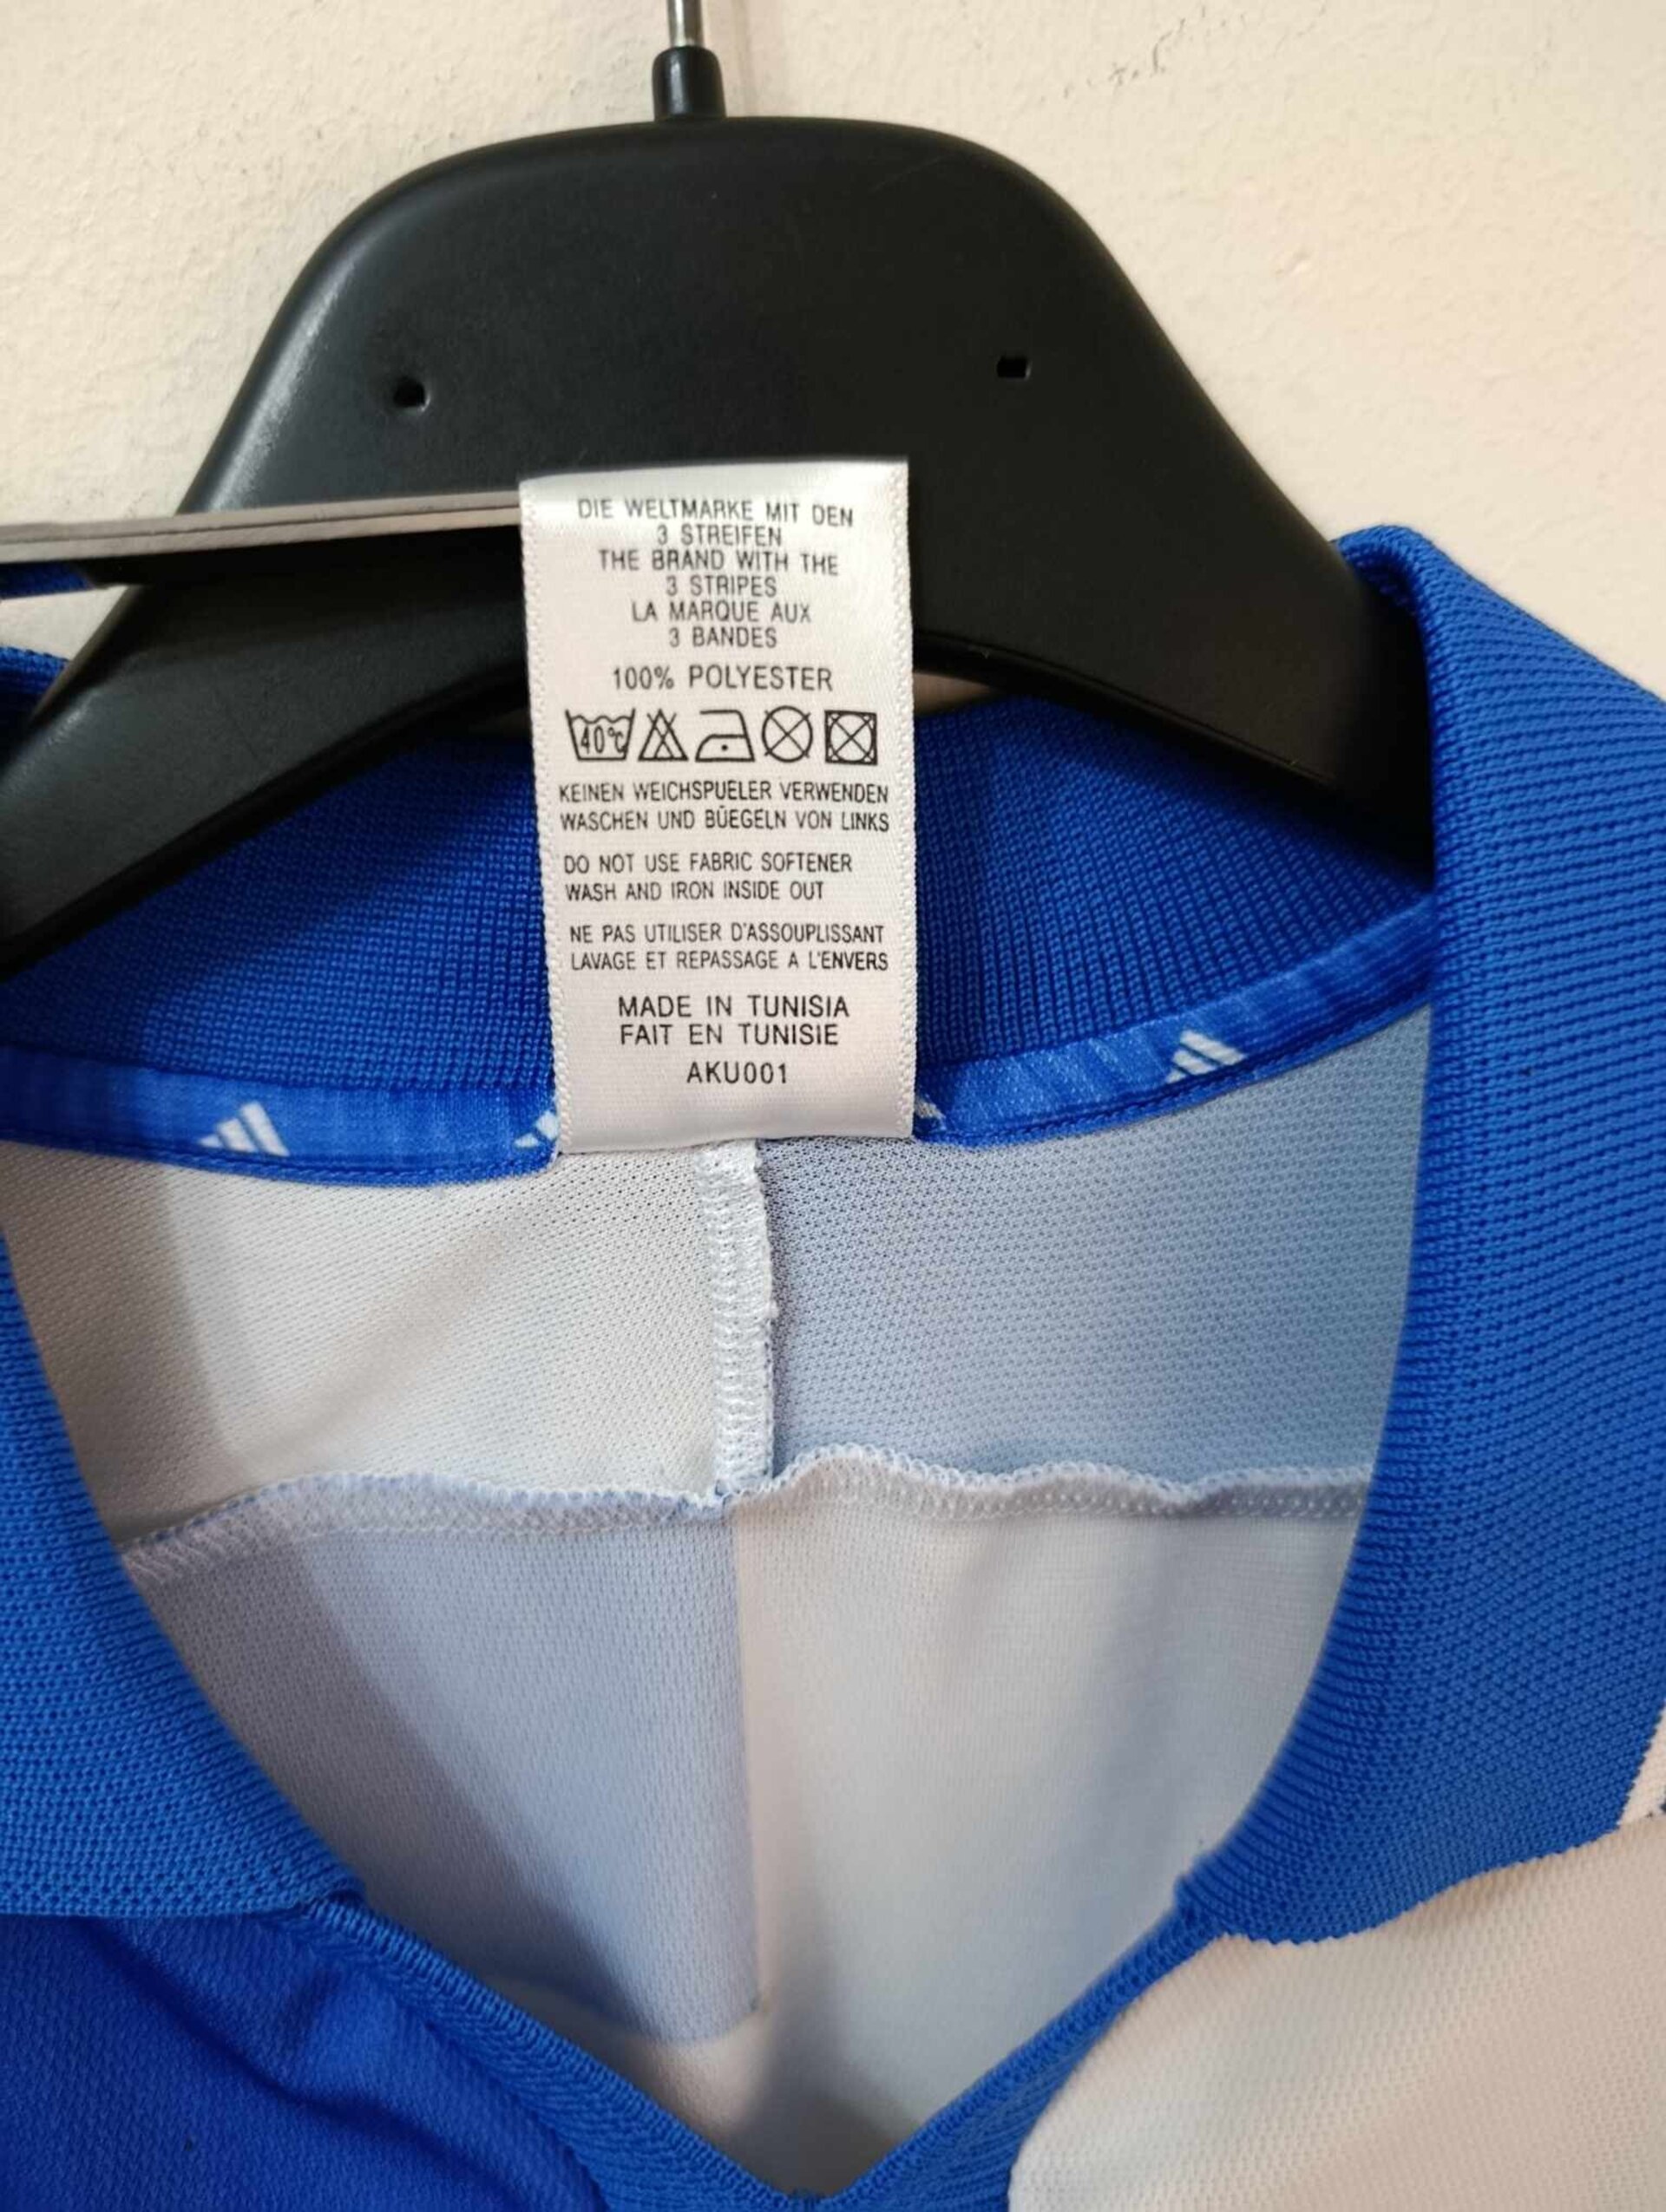 DIE WELTMARKE MIT DEN
3 STREIFEN
THE BRAND WITH THE
3 STRIPES
LA MARQUE AUX
3 BANDES
100% POLYESTER
40°C
KEINEN WEICHSPUELER VERWENDEN
WASCHEN UND BÜEGELN VON LINKS
DO NOT USE FABRIC SOFTENER
WASH AND IRON INSIDE OUT
NE PAS UTILISER D'ASSOUPLISSANT
LAVAGE ET REPASSAGE A L'ENVERS
MADE IN TUNISIA
FAIT EN TUNISIE
AKU001